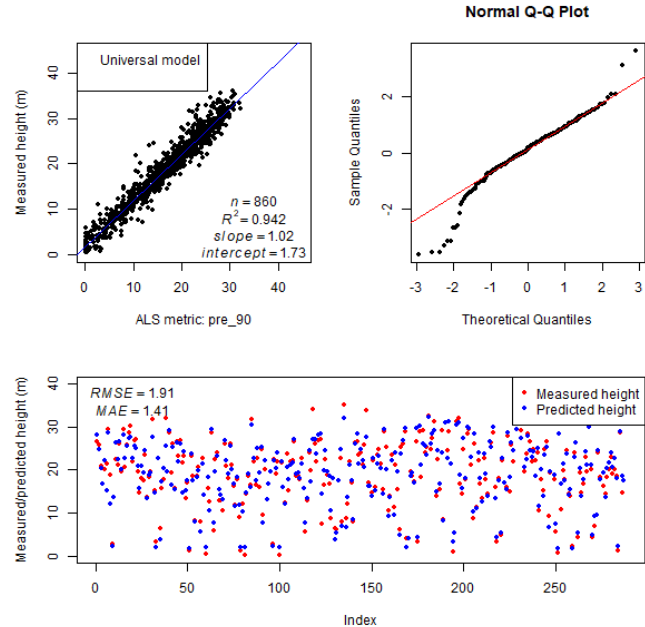 Normal Q-Q Plot
Universal model
Measured height (m)
0 10 20 30 40
n = 860
R² = 0.942
slope = 1.02
intercept = 1.73
0 10 20 30 40
ALS metric: pre_90
Sample Quantiles
-2 0 2
-3 -2 -1 0 1 2 3
Theoretical Quantiles
Measured/predicted height (m)
0 10 20 30 40
RMSE = 1.91
MAE = 1.41
Measured height
Predicted height
0 50 100 150 200 250
Index